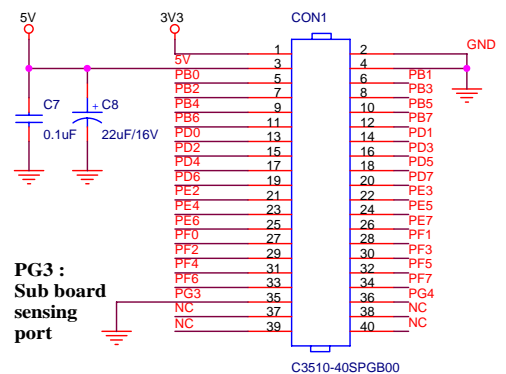 5V 3V3 CON1
GND
1 2
5V 3 4
PB0 5 6 PB1
PB2 7 8 PB3
PB4 9 10 PB5
PB6 11 12 PB7
PD0 13 14 PD1
PD2 15 16 PD3
PD4 17 18 PD5
PD6 19 20 PD7
PE2 21 22 PE3
PE4 23 24 PE5
PE6 25 26 PE7
PF0 27 28 PF1
PF2 29 30 PF3
PF4 31 32 PF5
PF6 33 34 PF7
PG3 35 36 PG4
NC 37 38 NC
NC 39 40 NC
C7
0.1uF
+ C8
22uF/16V
PG3 :
Sub board
sensing
port
C3510-40SPGB00